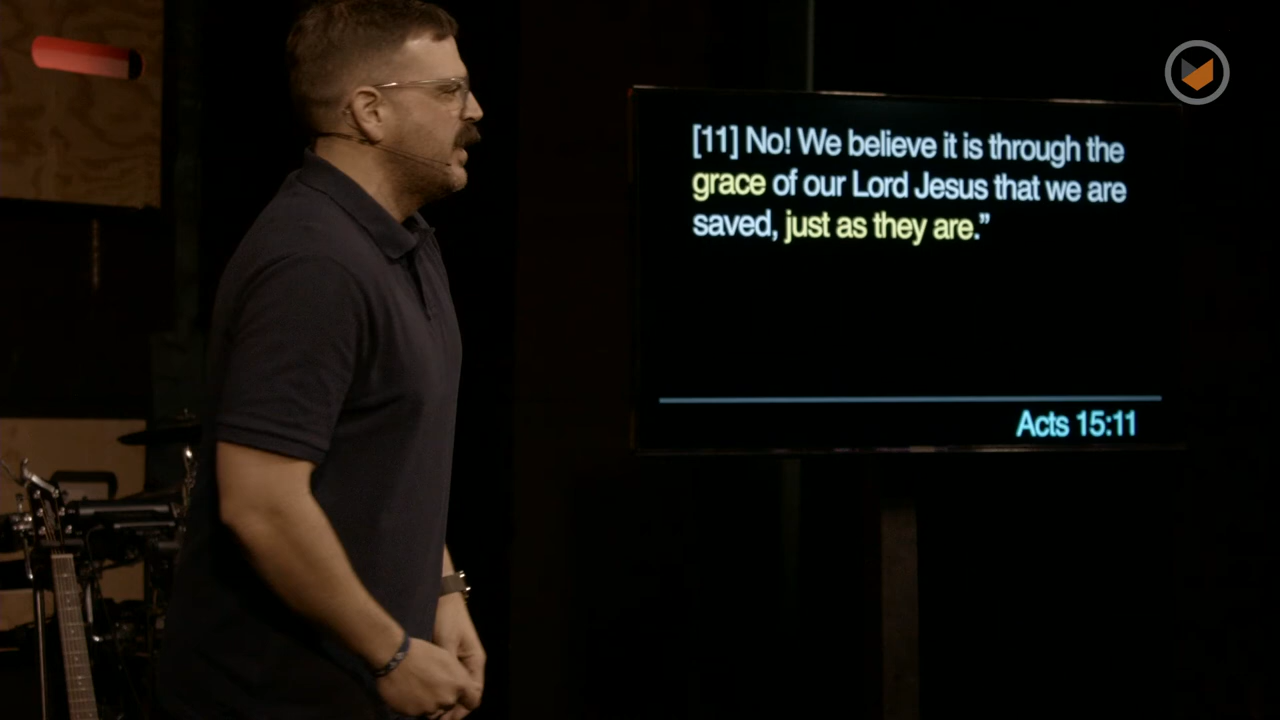 [11] No! We believe it is through the
grace of our Lord Jesus that we are
saved, just as they are.”
Acts 15:11